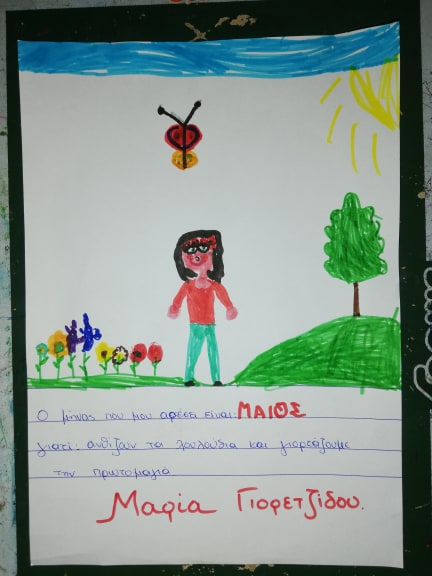 Ο μήνας που μου αρέσει είναι: ΜΑΙΟΣ
γιατί: ανθίζουν τα λουλούδια και γιορτάζουμε
την πρωτομαγιά
Μαρία Γιορετζίδου.